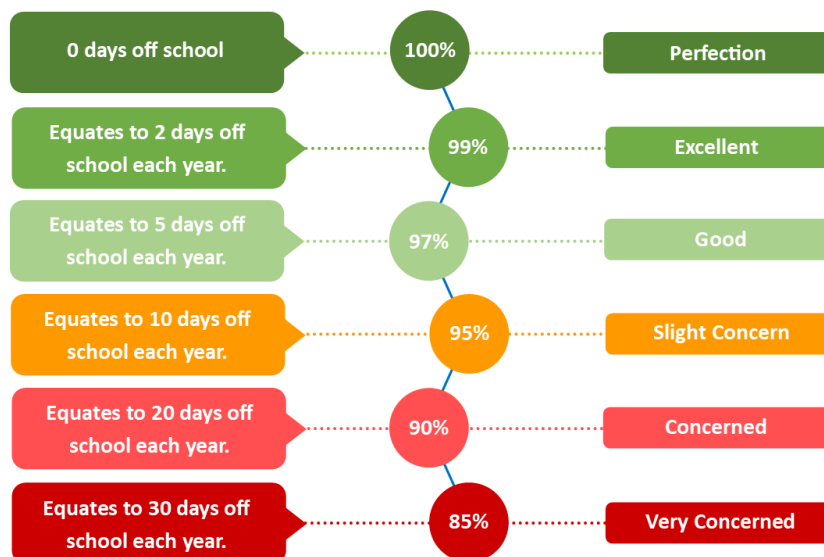 0 days off school
100%
Perfection
Equates to 2 days off
school each year.
99%
Excellent
Equates to 5 days off
school each year.
97%
Good
Equates to 10 days off
school each year.
95%
Slight Concern
Equates to 20 days off
school each year.
90%
Concerned
Equates to 30 days off
school each year.
85%
Very Concerned